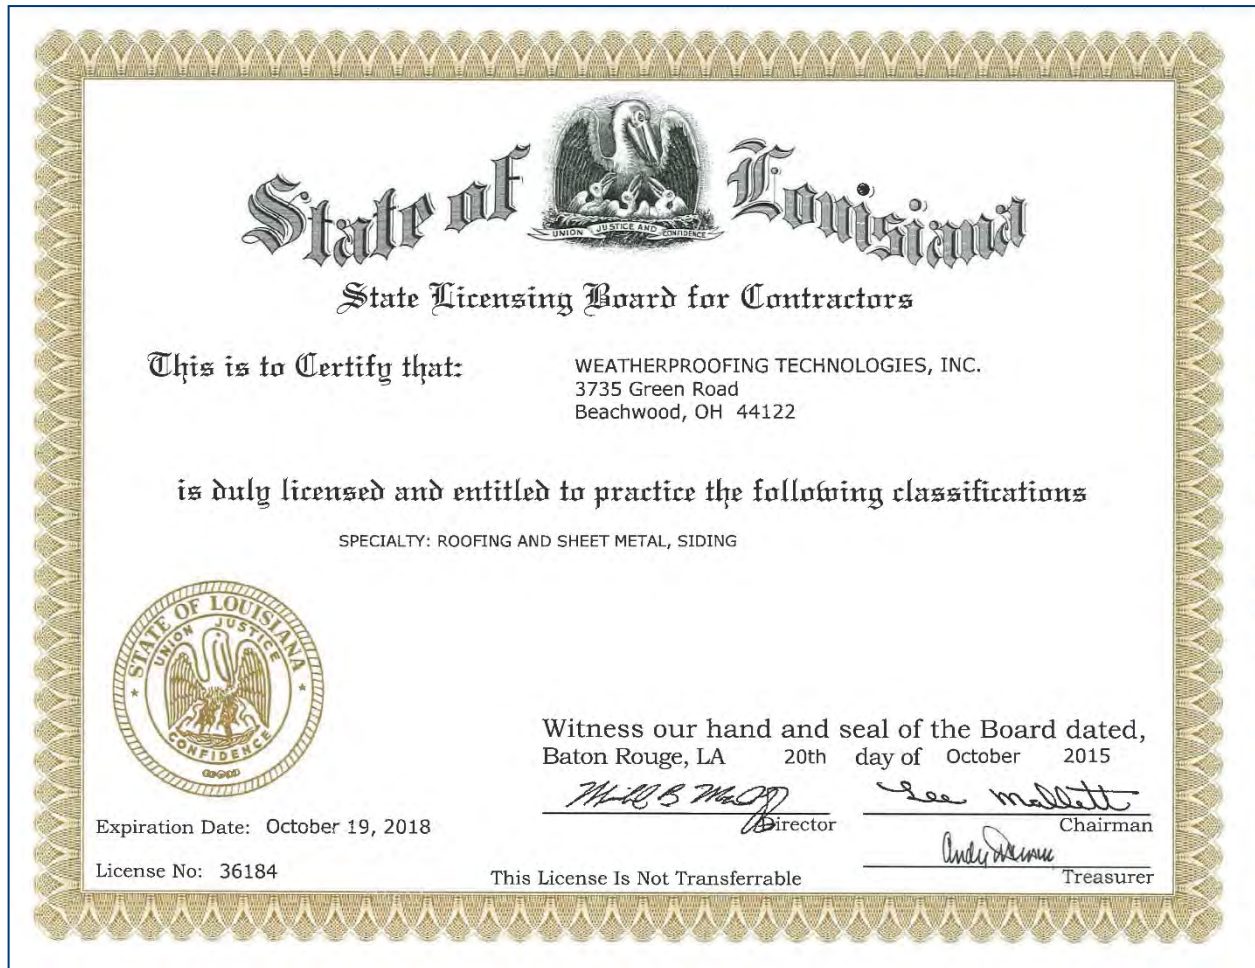 State of Louisiana
UNION JUSTICE AND CONFIDENCE
State Licensing Board for Contractors
This is to Certify that:
WEATHERPROOFING TECHNOLOGIES, INC.
3735 Green Road
Beachwood, OH 44122
is duly licensed and entitled to practice the following classifications
SPECIALTY: ROOFING AND SHEET METAL, SIDING
STATE OF LOUISIANA
UNION JUSTICE
CONFIDENCE
Witness our hand and seal of the Board dated,
Baton Rouge, LA 20th day of October 2015
Lee Mallett
Director
Chairman
Expiration Date: October 19, 2018
Andy
License No: 36184
This License Is Not Transferrable
Treasurer